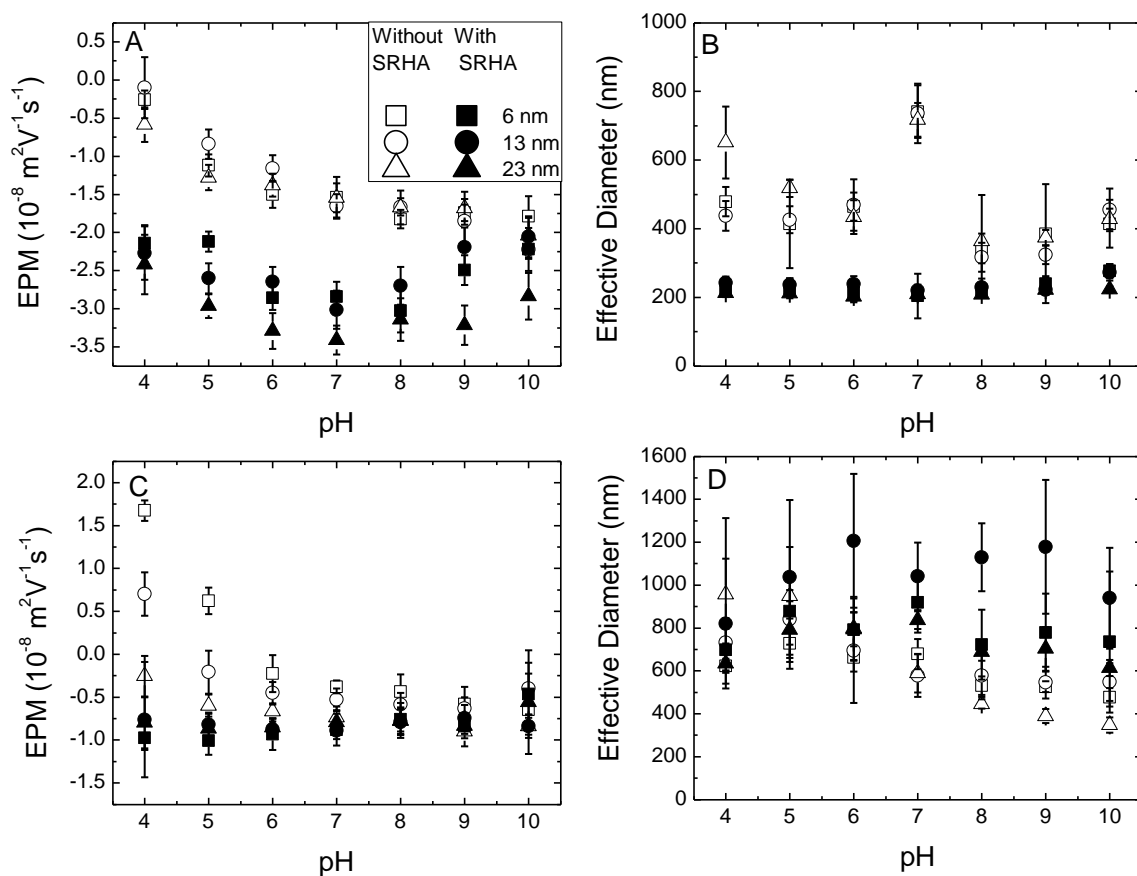 A
Without With
SRHA SRHA
6 nm
13 nm
23 nm
0.5
0.0
-0.5
-1.0
-1.5
-2.0
-2.5
-3.0
-3.5
EPM (10⁻⁸ m²V⁻¹s⁻¹)
4 5 6 7 8 9 10
pH
B
1000
800
600
400
200
0
Effective Diameter (nm)
4 5 6 7 8 9 10
pH
C
2.0
1.5
1.0
0.5
0.0
-0.5
-1.0
-1.5
EPM (10⁻⁸ m²V⁻¹s⁻¹)
4 5 6 7 8 9 10
pH
D
1600
1400
1200
1000
800
600
400
200
0
Effective Diameter (nm)
4 5 6 7 8 9 10
pH